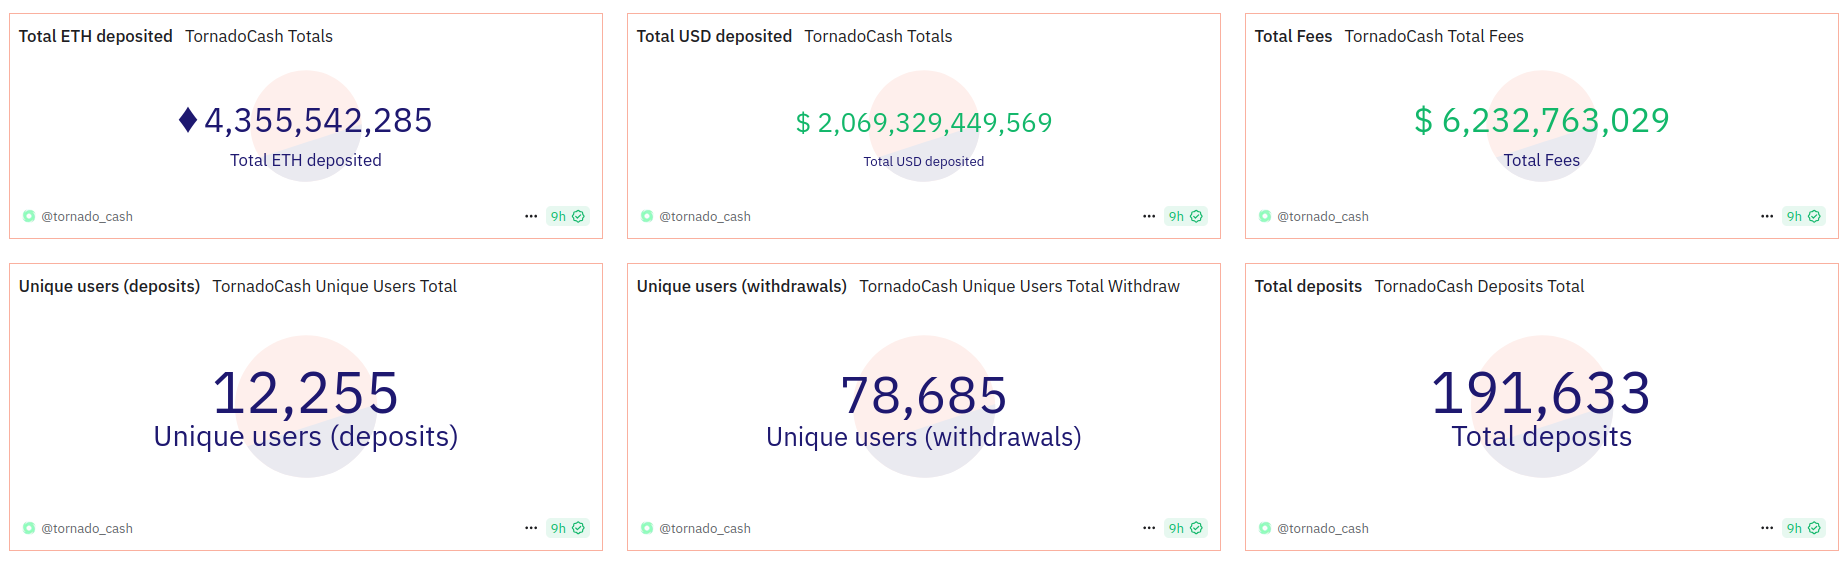 Total ETH deposited TornadoCash Totals
♦ 4,355,542,285
Total ETH deposited
@tornado_cash
••• 9h
Total USD deposited TornadoCash Totals
$ 2,069,329,449,569
Total USD deposited
@tornado_cash
••• 9h
Total Fees TornadoCash Total Fees
$ 6,232,763,029
Total Fees
@tornado_cash
••• 9h
Unique users (deposits) TornadoCash Unique Users Total
12,255
Unique users (deposits)
@tornado_cash
••• 9h
Unique users (withdrawals) TornadoCash Unique Users Total Withdraw
78,685
Unique users (withdrawals)
@tornado_cash
••• 9h
Total deposits TornadoCash Deposits Total
191,633
Total deposits
@tornado_cash
••• 9h